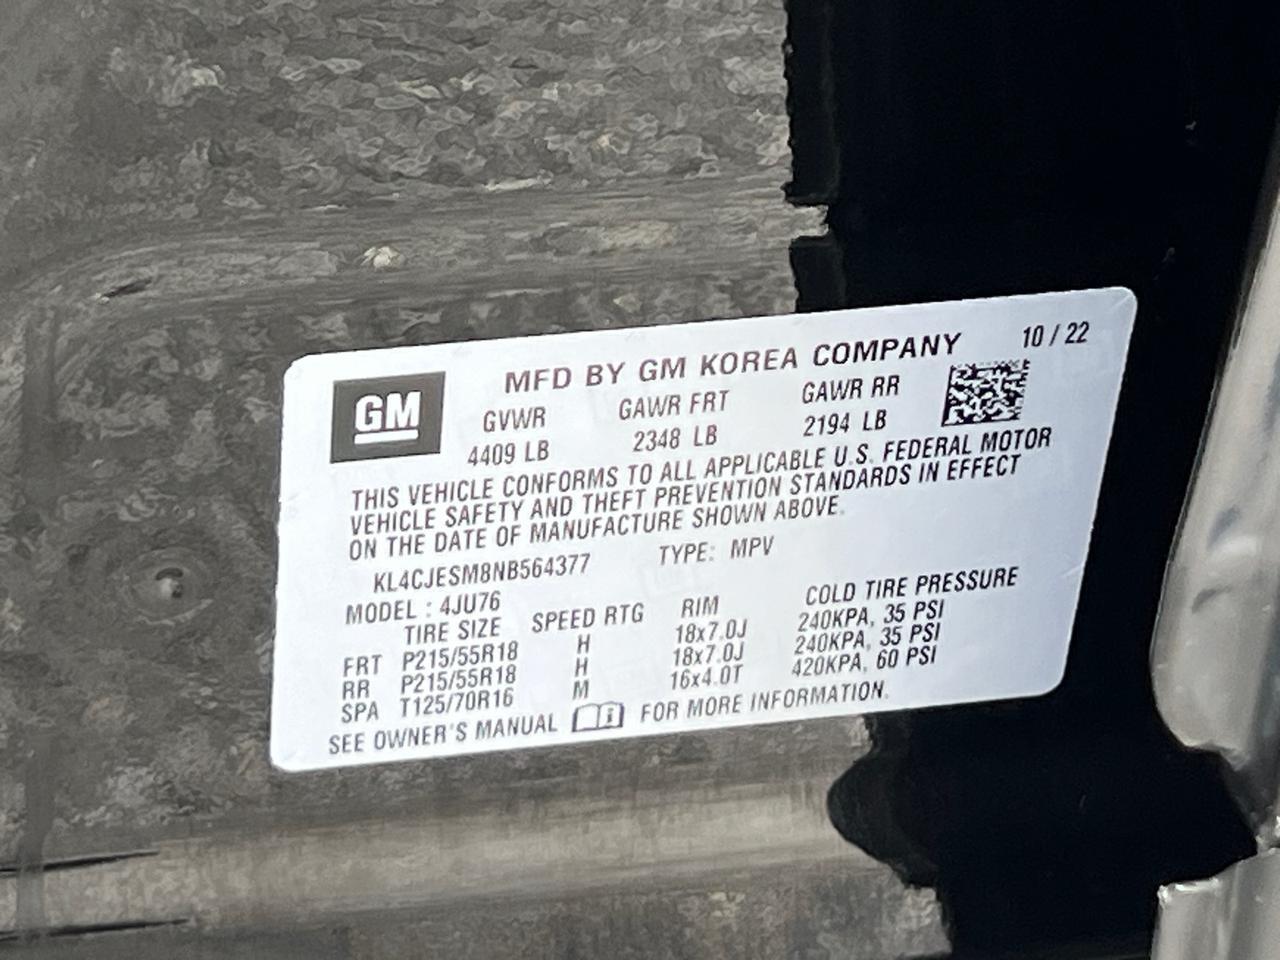 GM
MFD BY GM KOREA COMPANY 10 / 22
GVWR GAWR FRT GAWR RR
4409 LB 2348 LB 2194 LB
THIS VEHICLE CONFORMS TO ALL APPLICABLE U.S. FEDERAL MOTOR
VEHICLE SAFETY AND THEFT PREVENTION STANDARDS IN EFFECT
ON THE DATE OF MANUFACTURE SHOWN ABOVE.
KL4CJESM8NB564377 TYPE: MPV
MODEL : 4JU76
TIRE SIZE SPEED RTG RIM COLD TIRE PRESSURE
FRT P215/55R18 H 18x7.0J 240KPA, 35 PSI
RR P215/55R18 H 18x7.0J 240KPA, 35 PSI
SPA T125/70R16 M 16x4.0T 420KPA, 60 PSI
SEE OWNER'S MANUAL FOR MORE INFORMATION.